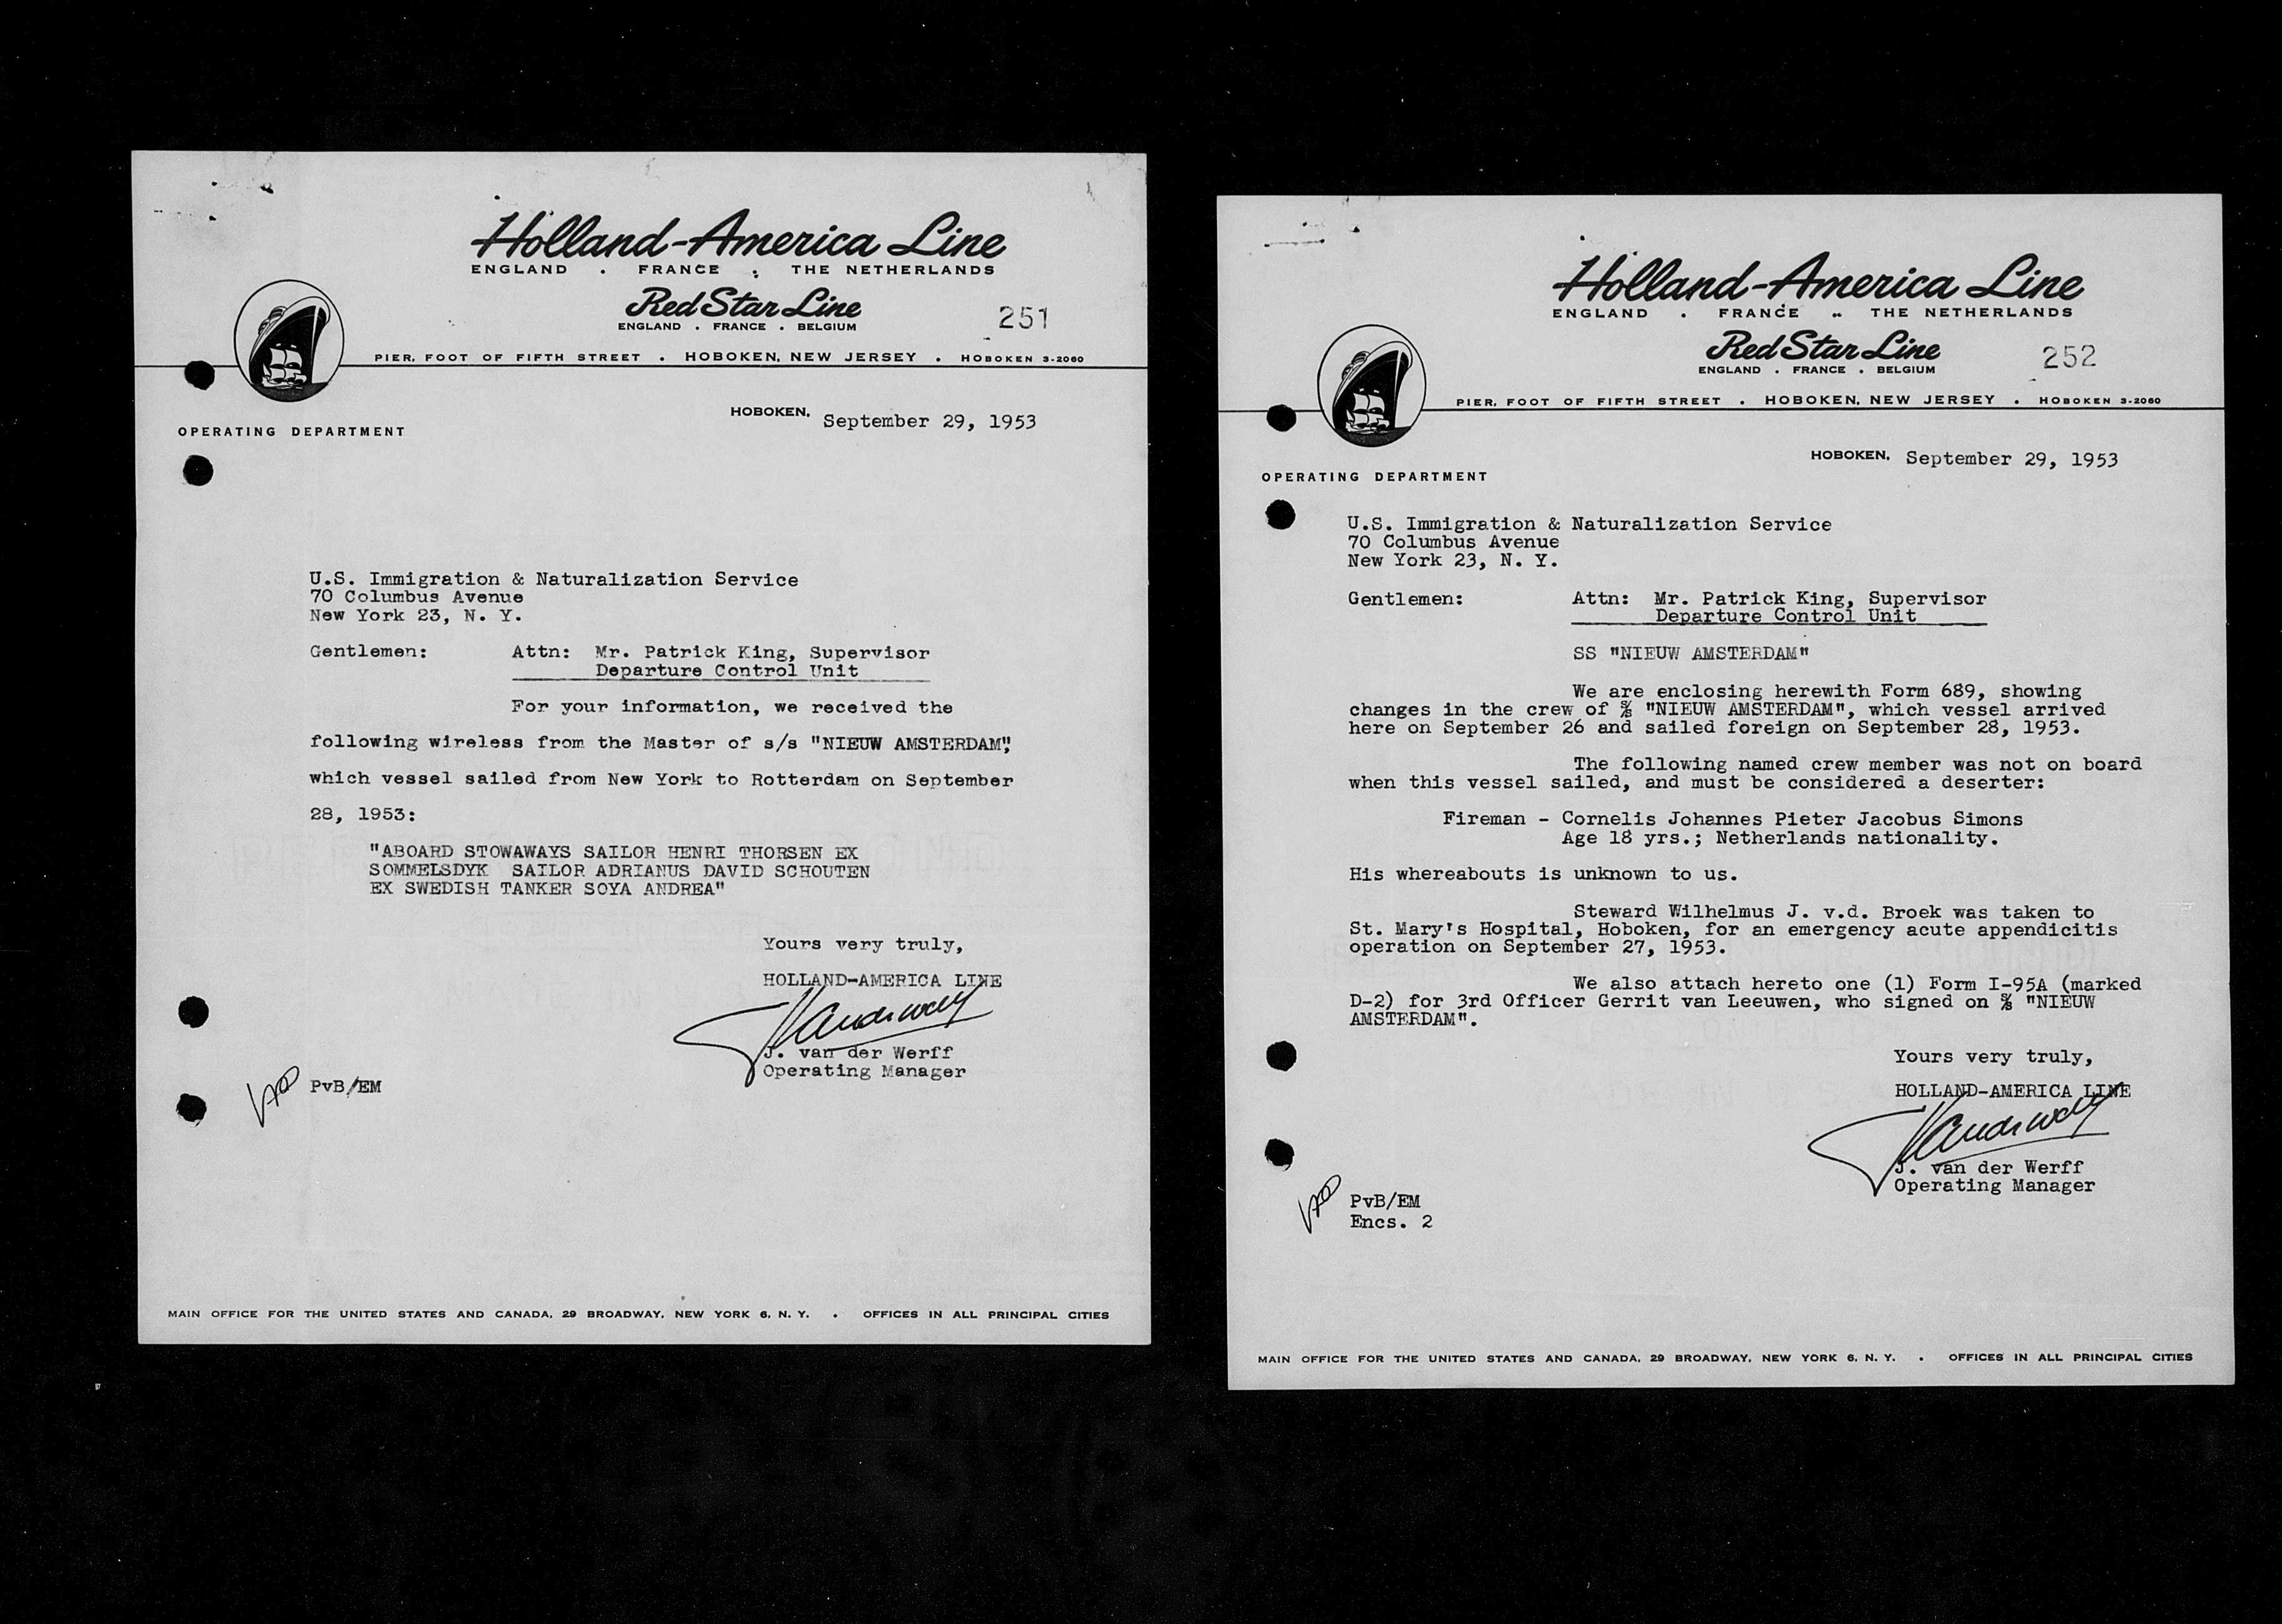 Holland-America Line
ENGLAND . FRANCE . THE NETHERLANDS
Red Star Line
ENGLAND . FRANCE . BELGIUM
251
PIER, FOOT OF FIFTH STREET . HOBOKEN, NEW JERSEY . HOBOKEN 3-2060
HOBOKEN, September 29, 1953
OPERATING DEPARTMENT
U.S. Immigration & Naturalization Service
70 Columbus Avenue
New York 23, N. Y.
Gentlemen: Attn: Mr. Patrick King, Supervisor
Departure Control Unit
For your information, we received the
following wireless from the Master of s/s "NIEUW AMSTERDAM",
which vessel sailed from New York to Rotterdam on September
28, 1953:
"ABOARD STOWAWAYS SAILOR HENRI THORSEN EX
SOMMELSDYK SAILOR ADRIANUS DAVID SCHOUTEN
EX SWEDISH TANKER SOYA ANDREA"
Yours very truly,
HOLLAND-AMERICA LINE
J. van der Werff
Operating Manager
PvB/EM
MAIN OFFICE FOR THE UNITED STATES AND CANADA, 29 BROADWAY, NEW YORK 6, N. Y. . OFFICES IN ALL PRINCIPAL CITIES
Holland-America Line
ENGLAND . FRANCE . THE NETHERLANDS
Red Star Line
ENGLAND . FRANCE . BELGIUM
252
PIER, FOOT OF FIFTH STREET . HOBOKEN, NEW JERSEY . HOBOKEN 3-2060
HOBOKEN, September 29, 1953
OPERATING DEPARTMENT
U.S. Immigration & Naturalization Service
70 Columbus Avenue
New York 23, N. Y.
Gentlemen: Attn: Mr. Patrick King, Supervisor
Departure Control Unit
SS "NIEUW AMSTERDAM"
We are enclosing herewith Form 689, showing
changes in the crew of s/s "NIEUW AMSTERDAM", which vessel arrived
here on September 26 and sailed foreign on September 28, 1953.
The following named crew member was not on board
when this vessel sailed, and must be considered a deserter:
Fireman - Cornelis Johannes Pieter Jacobus Simons
Age 18 yrs.; Netherlands nationality.
His whereabouts is unknown to us.
Steward Wilhelmus J. v.d. Broek was taken to
St. Mary's Hospital, Hoboken, for an emergency acute appendicitis
operation on September 27, 1953.
We also attach hereto one (1) Form I-95A (marked
D-2) for 3rd Officer Gerrit van Leeuwen, who signed on s/s "NIEUW
AMSTERDAM".
Yours very truly,
HOLLAND-AMERICA LINE
J. van der Werff
Operating Manager
PvB/EM
Encs. 2
MAIN OFFICE FOR THE UNITED STATES AND CANADA, 29 BROADWAY, NEW YORK 6, N. Y. . OFFICES IN ALL PRINCIPAL CITIES